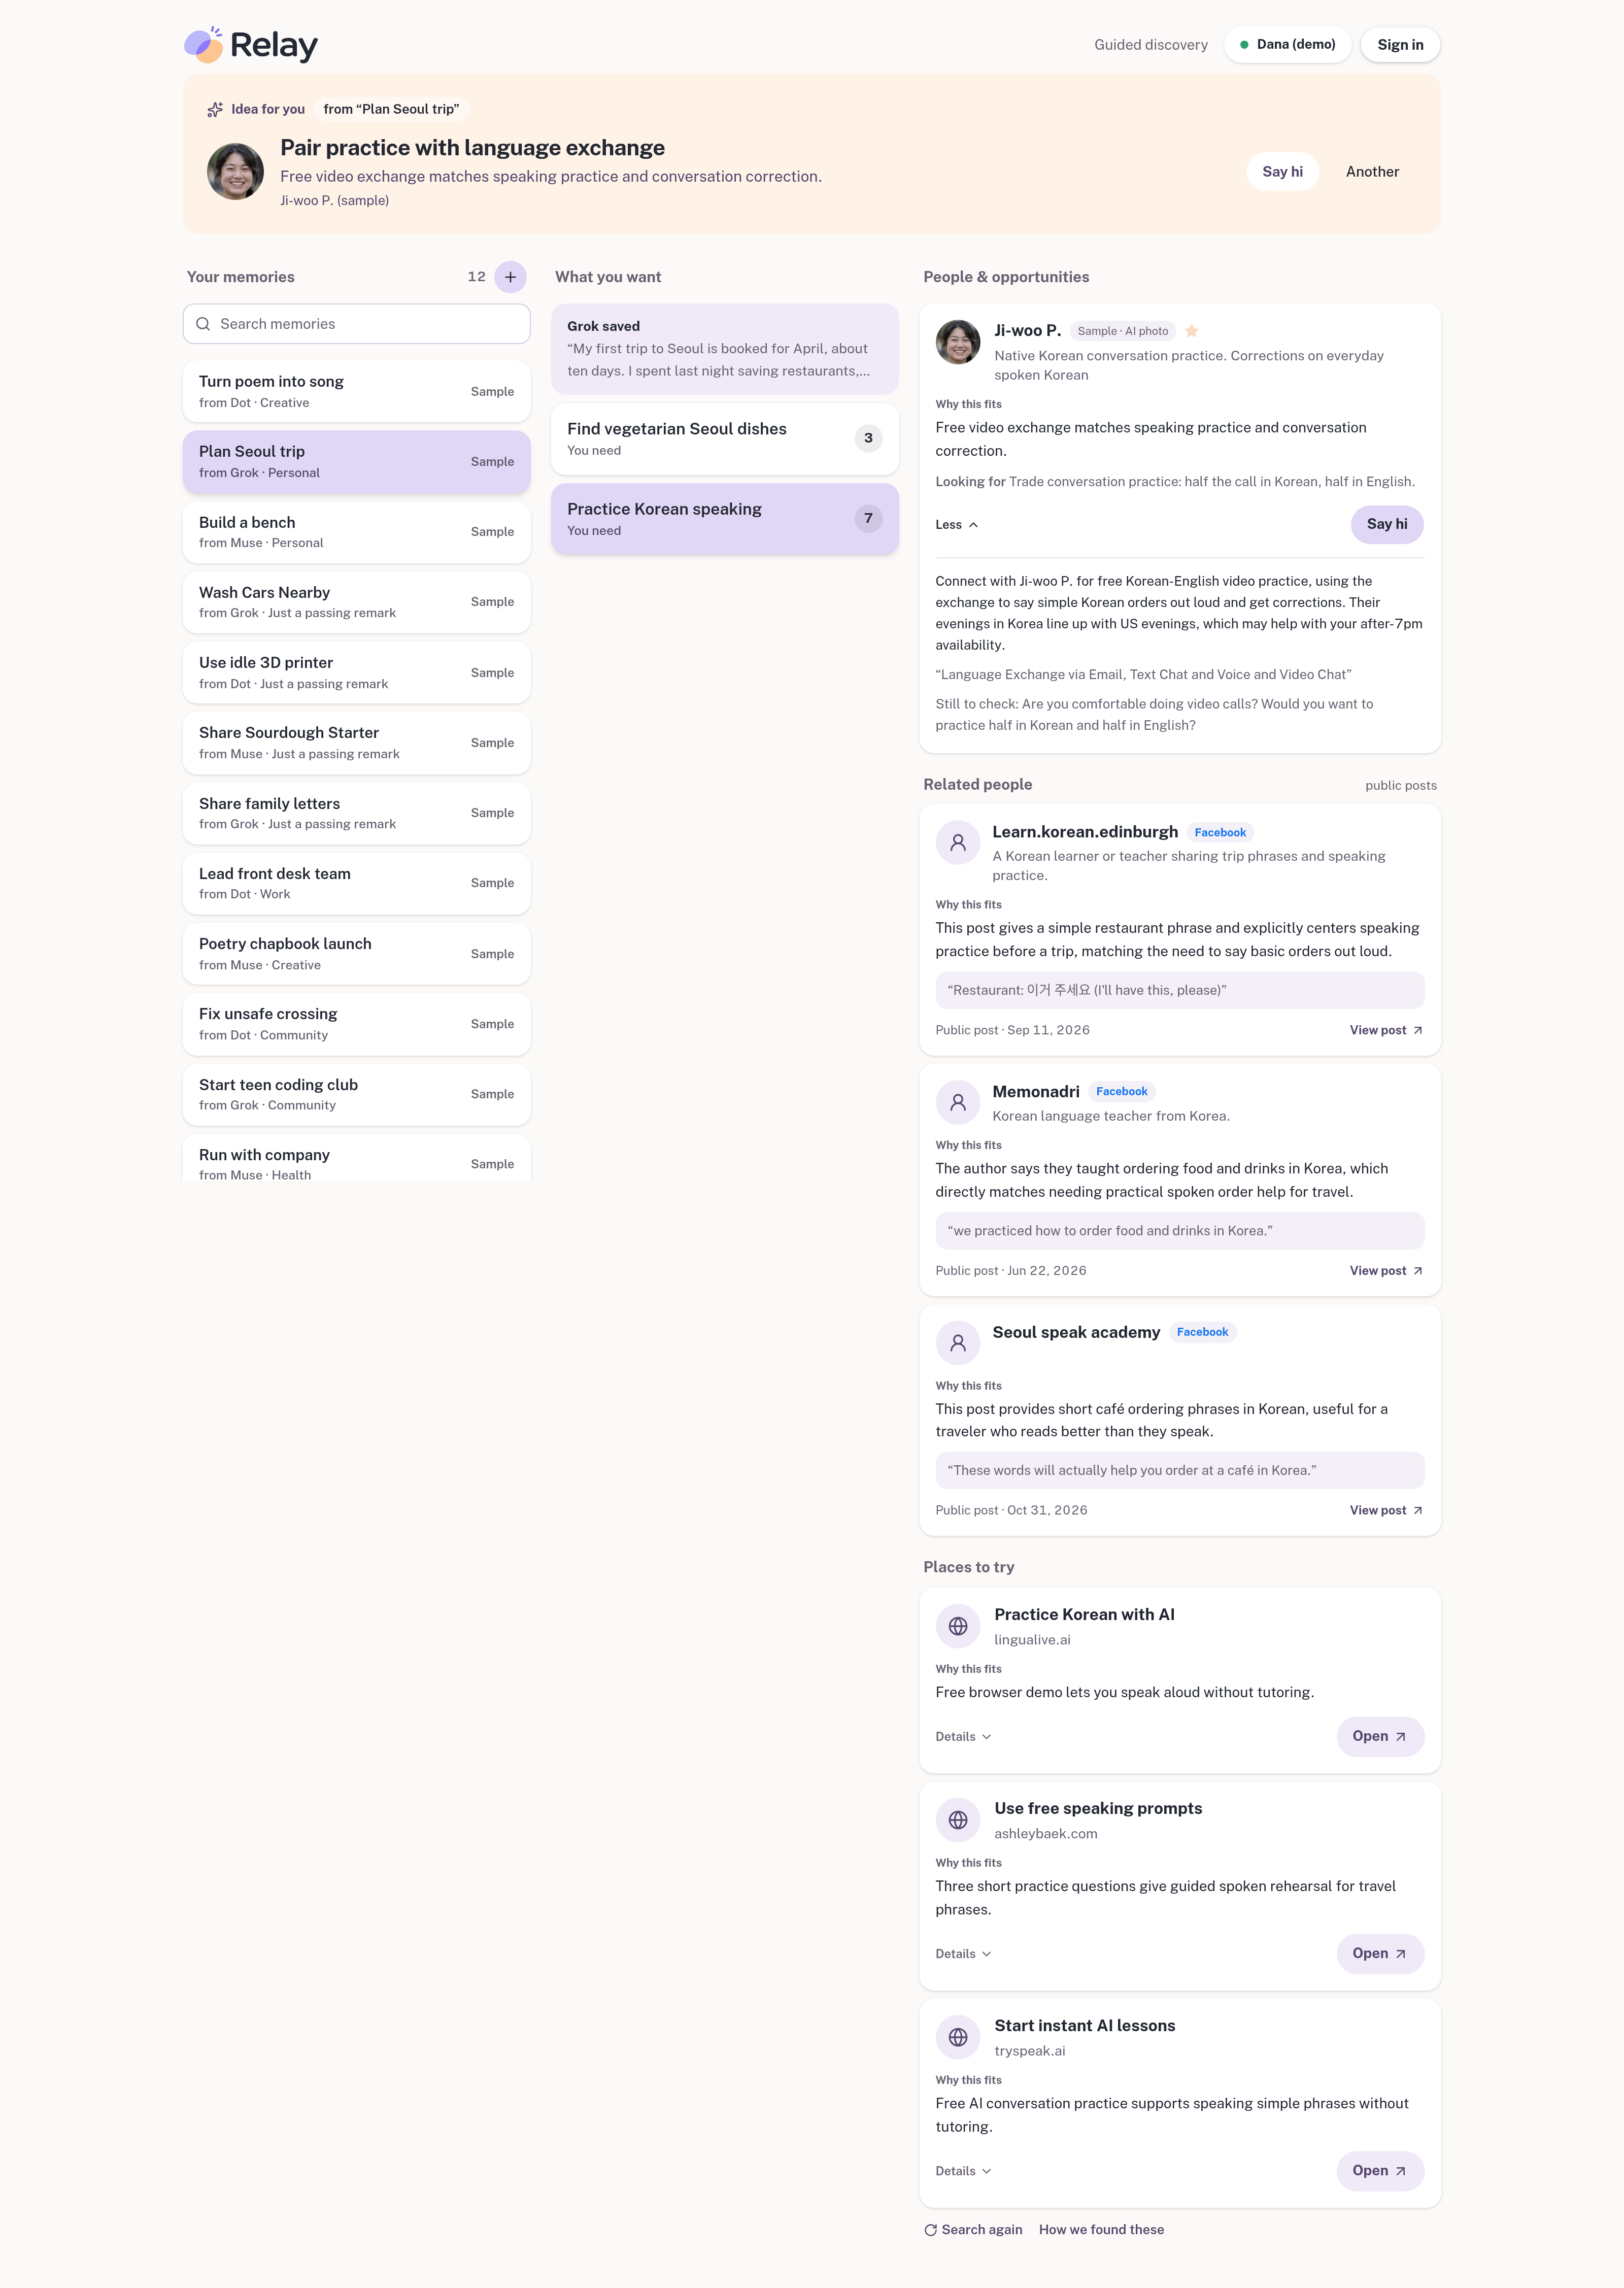 Relay
Guided discovery
Dana (demo)
Sign in
Idea for you
from “Plan Seoul trip”
Pair practice with language exchange
Free video exchange matches speaking practice and conversation correction.
Ji-woo P. (sample)
Say hi
Another
Your memories
12
Search memories
Turn poem into song
from Dot · Creative
Sample
Plan Seoul trip
from Grok · Personal
Sample
Build a bench
from Muse · Personal
Sample
Wash Cars Nearby
from Grok · Just a passing remark
Sample
Use idle 3D printer
from Dot · Just a passing remark
Sample
Share Sourdough Starter
from Muse · Just a passing remark
Sample
Share family letters
from Grok · Just a passing remark
Sample
Lead front desk team
from Dot · Work
Sample
Poetry chapbook launch
from Muse · Creative
Sample
Fix unsafe crossing
from Dot · Community
Sample
Start teen coding club
from Grok · Community
Sample
Run with company
from Muse · Health
Sample
What you want
Grok saved
“My first trip to Seoul is booked for April, about
ten days. I spent last night saving restaurants,...
Find vegetarian Seoul dishes
You need
3
Practice Korean speaking
You need
7
People & opportunities
Ji-woo P.
Sample · AI photo
Native Korean conversation practice. Corrections on everyday
spoken Korean
Why this fits
Free video exchange matches speaking practice and conversation
correction.
Looking for Trade conversation practice: half the call in Korean, half in English.
Less
Say hi
Connect with Ji-woo P. for free Korean-English video practice, using the
exchange to say simple Korean orders out loud and get corrections. Their
evenings in Korea line up with US evenings, which may help with your after-7pm
availability.
“Language Exchange via Email, Text Chat and Voice and Video Chat”
Still to check: Are you comfortable doing video calls? Would you want to
practice half in Korean and half in English?
Related people
public posts
Learn.korean.edinburgh
Facebook
A Korean learner or teacher sharing trip phrases and speaking
practice.
Why this fits
This post gives a simple restaurant phrase and explicitly centers speaking
practice before a trip, matching the need to say basic orders out loud.
“Restaurant: 이거 주세요 (I'll have this, please)”
Public post · Sep 11, 2026
View post
Memonadri
Facebook
Korean language teacher from Korea.
Why this fits
The author says they taught ordering food and drinks in Korea, which
directly matches needing practical spoken order help for travel.
“we practiced how to order food and drinks in Korea.”
Public post · Jun 22, 2026
View post
Seoul speak academy
Facebook
Why this fits
This post provides short café ordering phrases in Korean, useful for a
traveler who reads better than they speak.
“These words will actually help you order at a café in Korea.”
Public post · Oct 31, 2026
View post
Places to try
Practice Korean with AI
lingualive.ai
Why this fits
Free browser demo lets you speak aloud without tutoring.
Details
Open
Use free speaking prompts
ashleybaek.com
Why this fits
Three short practice questions give guided spoken rehearsal for travel
phrases.
Details
Open
Start instant AI lessons
tryspeak.ai
Why this fits
Free AI conversation practice supports speaking simple phrases without
tutoring.
Details
Open
Search again
How we found these